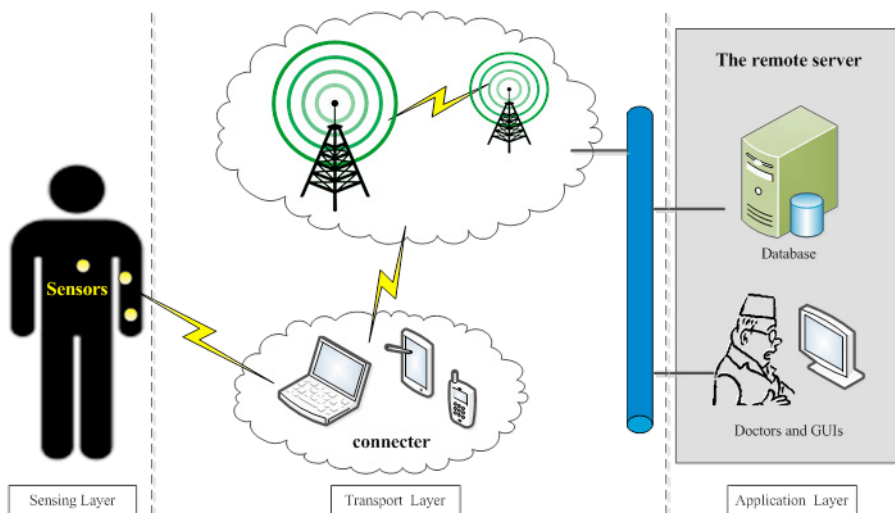 The remote server
Database
Sensors
connecter
Doctors and GUIs
Sensing Layer
Transport Layer
Application Layer